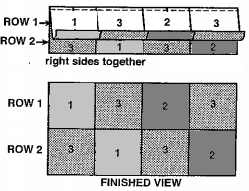 ROW 1 1 3 2 3
ROW 2 3 1 3 2
right sides together
ROW 1 1 3 2 3
ROW 2 3 1 3 2
FINISHED VIEW